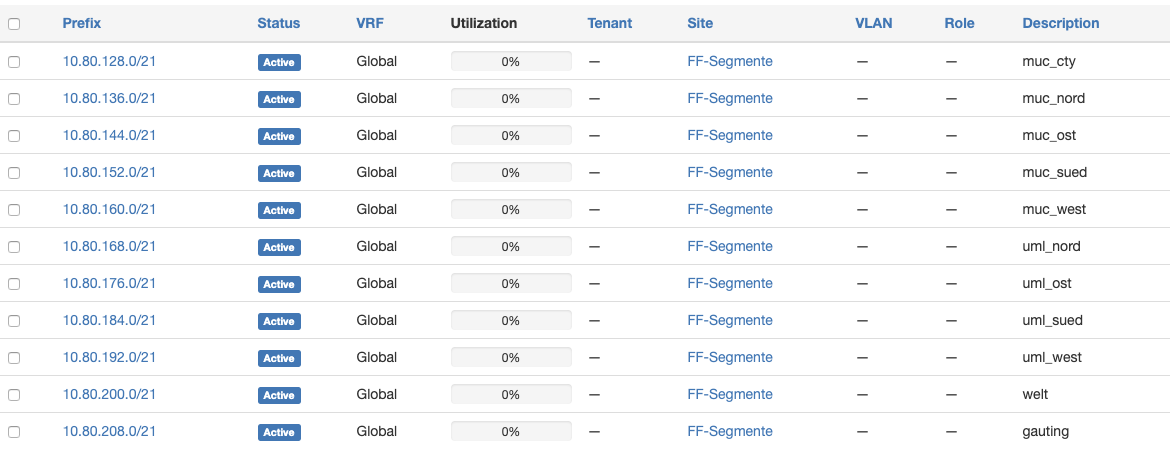 Prefix Status VRF Utilization Tenant Site VLAN Role Description
10.80.128.0/21 Active Global 0% — FF-Segmente — — muc_cty
10.80.136.0/21 Active Global 0% — FF-Segmente — — muc_nord
10.80.144.0/21 Active Global 0% — FF-Segmente — — muc_ost
10.80.152.0/21 Active Global 0% — FF-Segmente — — muc_sued
10.80.160.0/21 Active Global 0% — FF-Segmente — — muc_west
10.80.168.0/21 Active Global 0% — FF-Segmente — — uml_nord
10.80.176.0/21 Active Global 0% — FF-Segmente — — uml_ost
10.80.184.0/21 Active Global 0% — FF-Segmente — — uml_sued
10.80.192.0/21 Active Global 0% — FF-Segmente — — uml_west
10.80.200.0/21 Active Global 0% — FF-Segmente — — welt
10.80.208.0/21 Active Global 0% — FF-Segmente — — gauting